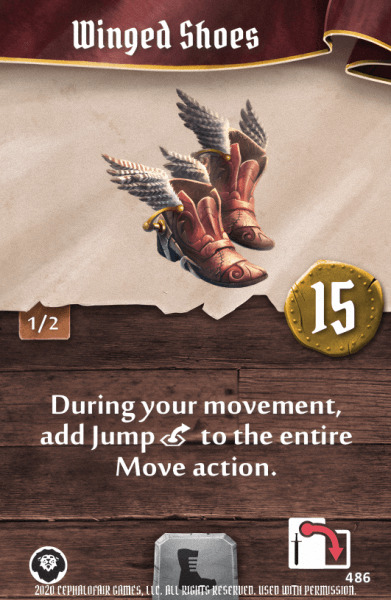 Winged Shoes
15
1/2
During your movement,
add Jump to the entire
Move action.
486
2020 CEPHALOFAIR GAMES, LLC. ALL RIGHTS RESERVED. USED WITH PERMISSION.